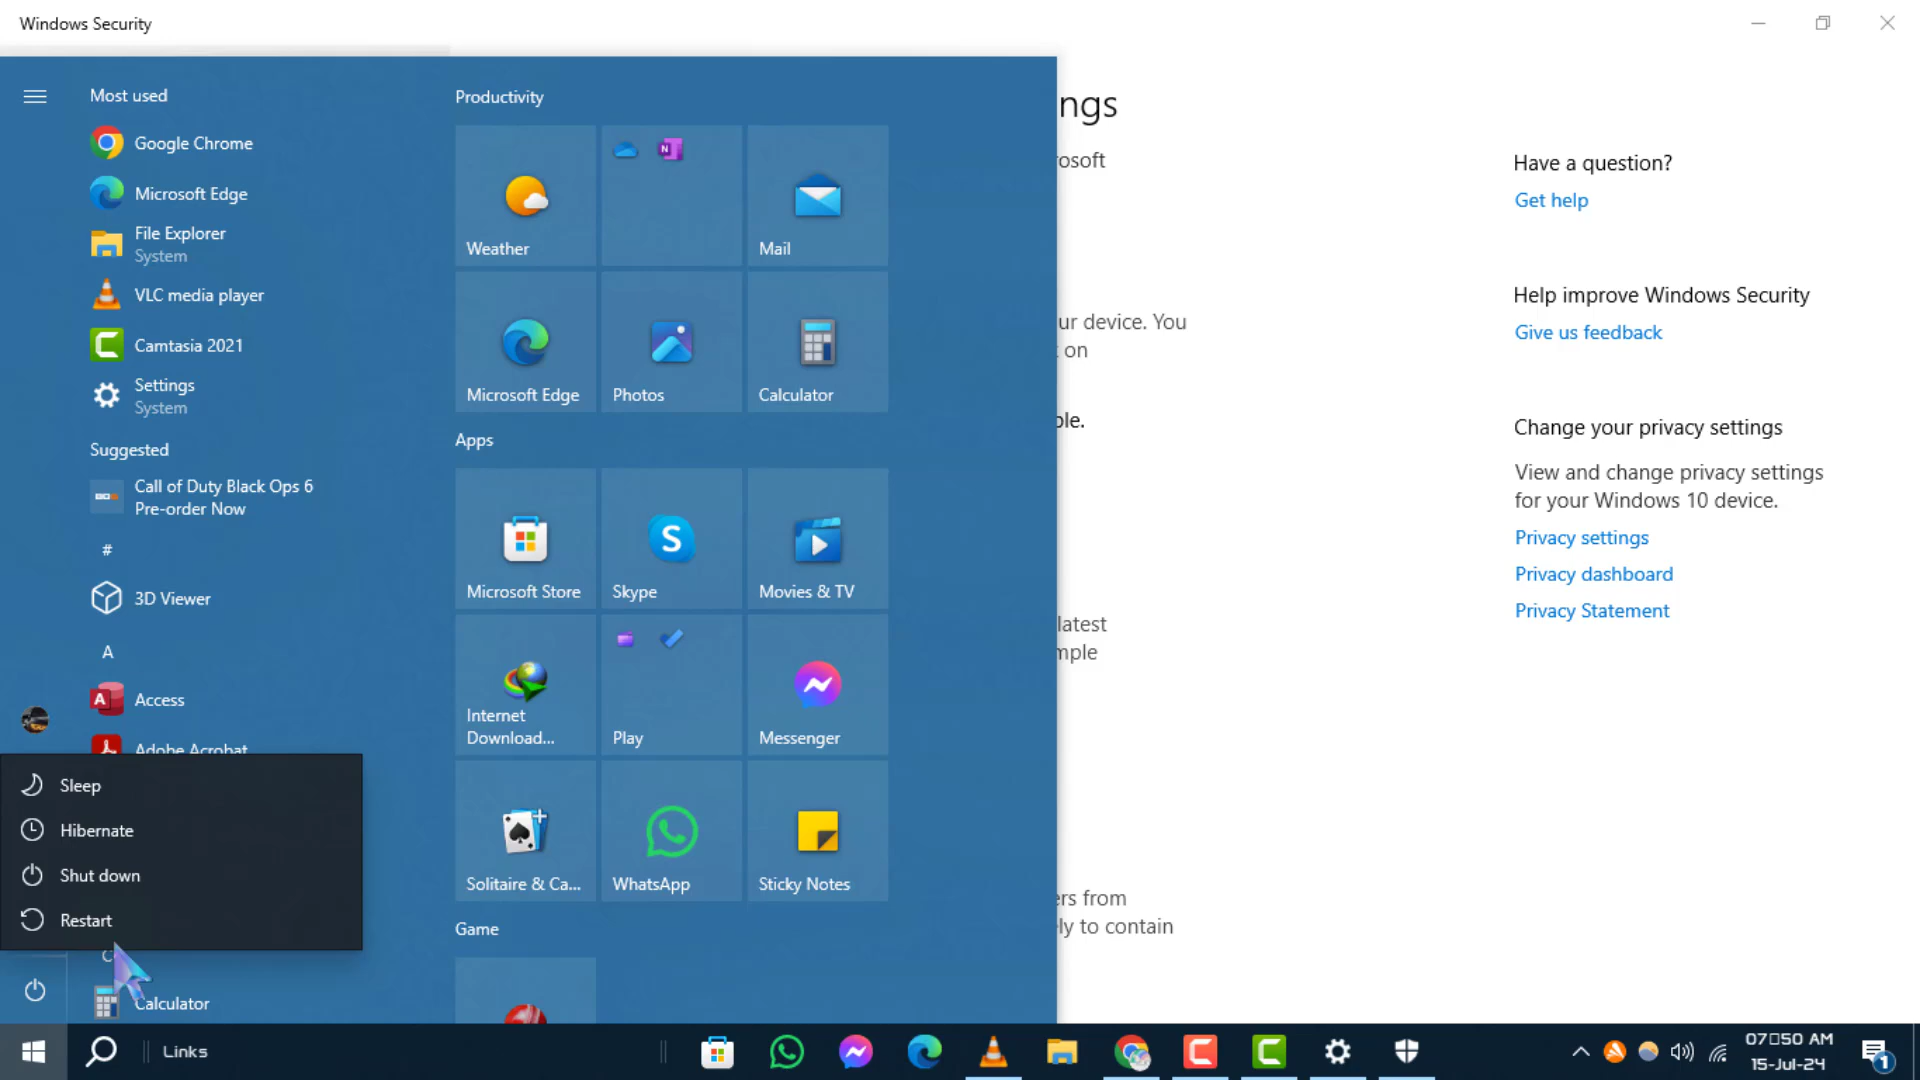 Windows Security
Most used
Google Chrome
Microsoft Edge
File Explorer
System
VLC media player
Camtasia 2021
Settings
System
Suggested
Call of Duty Black Ops 6
Pre-order Now
#
3D Viewer
A
Access
Adobe Acrobat
Sleep
Hibernate
Shut down
Restart
C
Calculator
Productivity
Weather
Mail
Microsoft Edge
Photos
Calculator
Apps
Microsoft Store
Skype
Movies & TV
Internet
Download...
Play
Messenger
Solitaire & Ca...
WhatsApp
Sticky Notes
Game
ngs
osoft
ur device. You
on
ble.
latest
mple
ers from
ly to contain
Have a question?
Get help
Help improve Windows Security
Give us feedback
Change your privacy settings
View and change privacy settings
for your Windows 10 device.
Privacy settings
Privacy dashboard
Privacy Statement
Links
07▯50 AM
15-Jul-24
1